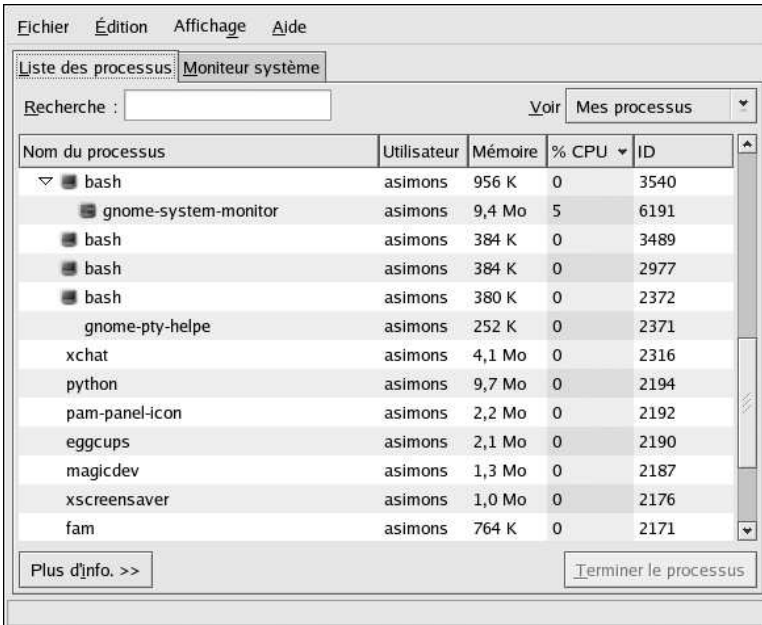 Fichier Édition Affichage Aide
Liste des processus Moniteur système
Recherche : Voir Mes processus
Nom du processus Utilisateur Mémoire % CPU ID
bash asimons 956 K 0 3540
gnome-system-monitor asimons 9,4 Mo 5 6191
bash asimons 384 K 0 3489
bash asimons 384 K 0 2977
bash asimons 380 K 0 2372
gnome-pty-helpe asimons 252 K 0 2371
xchat asimons 4,1 Mo 0 2316
python asimons 9,7 Mo 0 2194
pam-panel-icon asimons 2,2 Mo 0 2192
eggcups asimons 2,1 Mo 0 2190
magicdev asimons 1,3 Mo 0 2187
xscreensaver asimons 1,0 Mo 0 2176
fam asimons 764 K 0 2171
Plus d'info. >> Terminer le processus